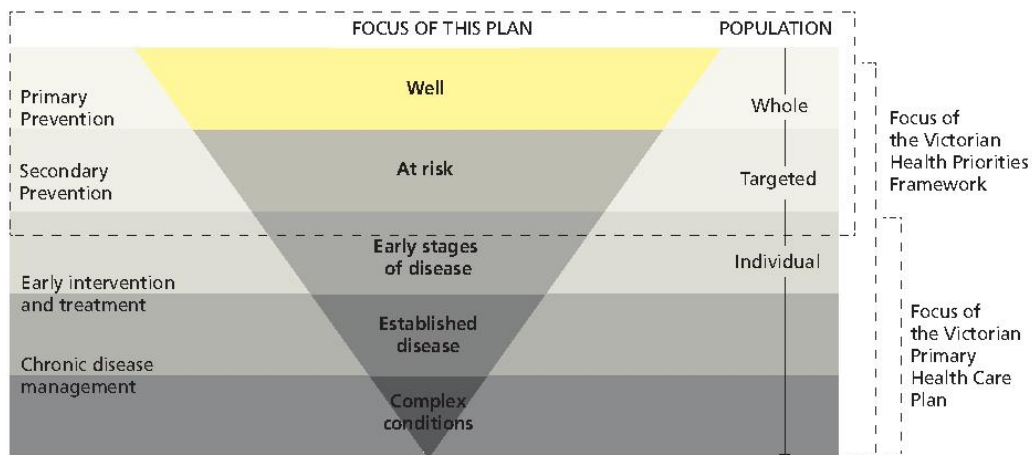 FOCUS OF THIS PLAN
POPULATION
Primary
Prevention
Well
Whole
Secondary
Prevention
At risk
Targeted
Early stages
of disease
Individual
Early intervention
and treatment
Established
disease
Chronic disease
management
Complex
conditions
Focus of
the Victorian
Health Priorities
Framework
Focus of
the Victorian
Primary
Health Care
Plan